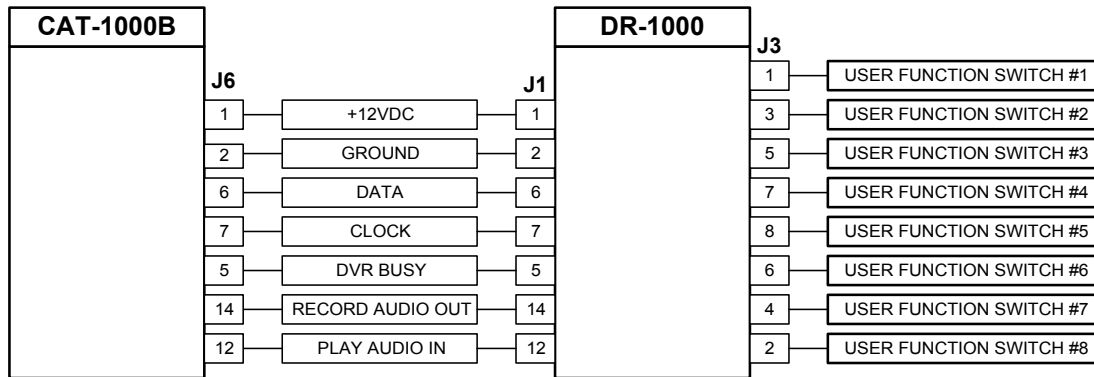 CAT-1000B
DR-1000
J3
1 USER FUNCTION SWITCH #1
J6
J1
1 +12VDC 1
3 USER FUNCTION SWITCH #2
2 GROUND 2
5 USER FUNCTION SWITCH #3
6 DATA 6
7 USER FUNCTION SWITCH #4
7 CLOCK 7
8 USER FUNCTION SWITCH #5
5 DVR BUSY 5
6 USER FUNCTION SWITCH #6
14 RECORD AUDIO OUT 14
4 USER FUNCTION SWITCH #7
12 PLAY AUDIO IN 12
2 USER FUNCTION SWITCH #8